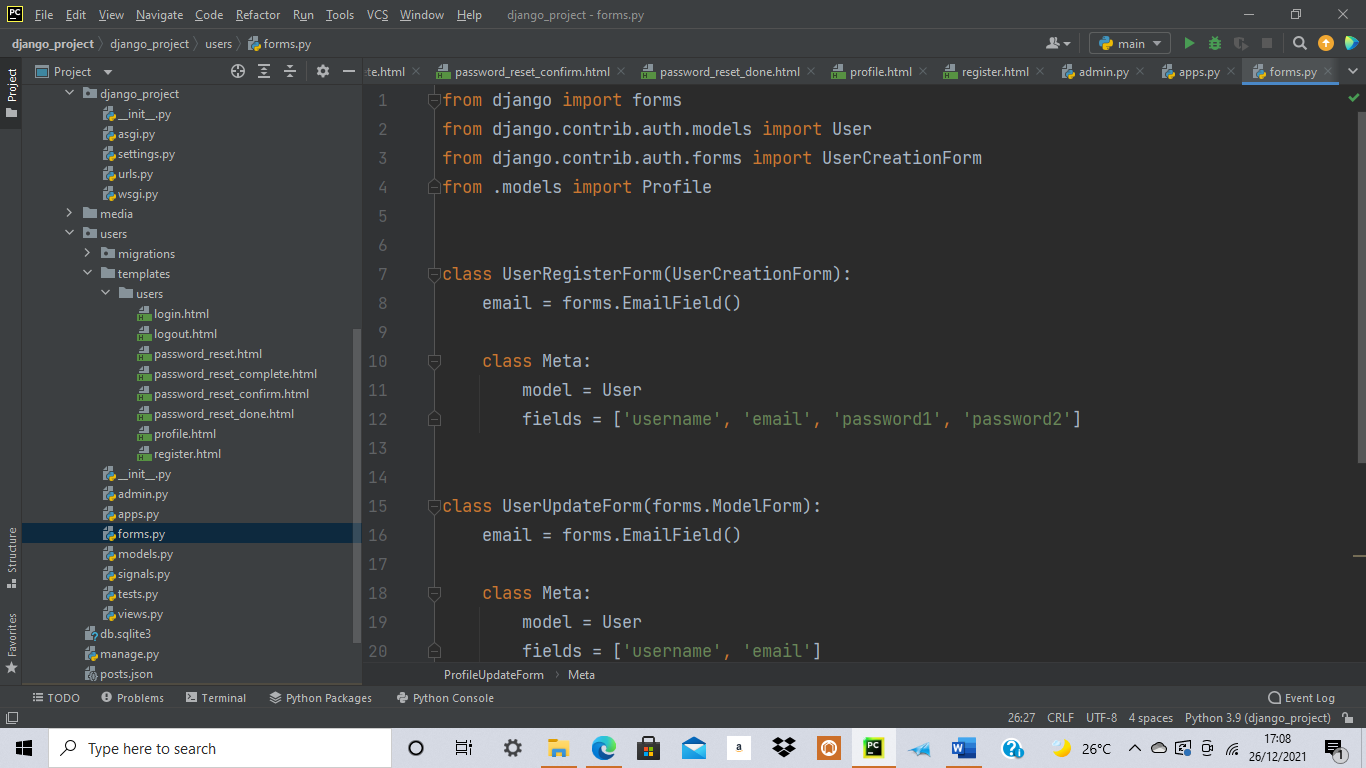 PC File Edit View Navigate Code Refactor Run Tools VCS Window Help django_project - forms.py
django_project django_project users forms.py main
Project
te.html password_reset_confirm.html password_reset_done.html profile.html register.html admin.py apps.py forms.py
Project
Structure
Favorites
django_project
__init__.py
asgi.py
settings.py
urls.py
wsgi.py
media
users
migrations
templates
users
login.html
logout.html
password_reset.html
password_reset_complete.html
password_reset_confirm.html
password_reset_done.html
profile.html
register.html
__init__.py
admin.py
apps.py
forms.py
models.py
signals.py
tests.py
views.py
db.sqlite3
manage.py
posts.json
1 from django import forms
2 from django.contrib.auth.models import User
3 from django.contrib.auth.forms import UserCreationForm
4 from .models import Profile
5
6
7 class UserRegisterForm(UserCreationForm):
8 email = forms.EmailField()
9
10 class Meta:
11 model = User
12 fields = ['username', 'email', 'password1', 'password2']
13
14
15 class UserUpdateForm(forms.ModelForm):
16 email = forms.EmailField()
17
18 class Meta:
19 model = User
20 fields = ['username', 'email']
ProfileUpdateForm Meta
TODO Problems Terminal Python Packages Python Console Event Log
26:27 CRLF UTF-8 4 spaces Python 3.9 (django_project)
Type here to search a PC W 26°C 17:08
26/12/2021 1